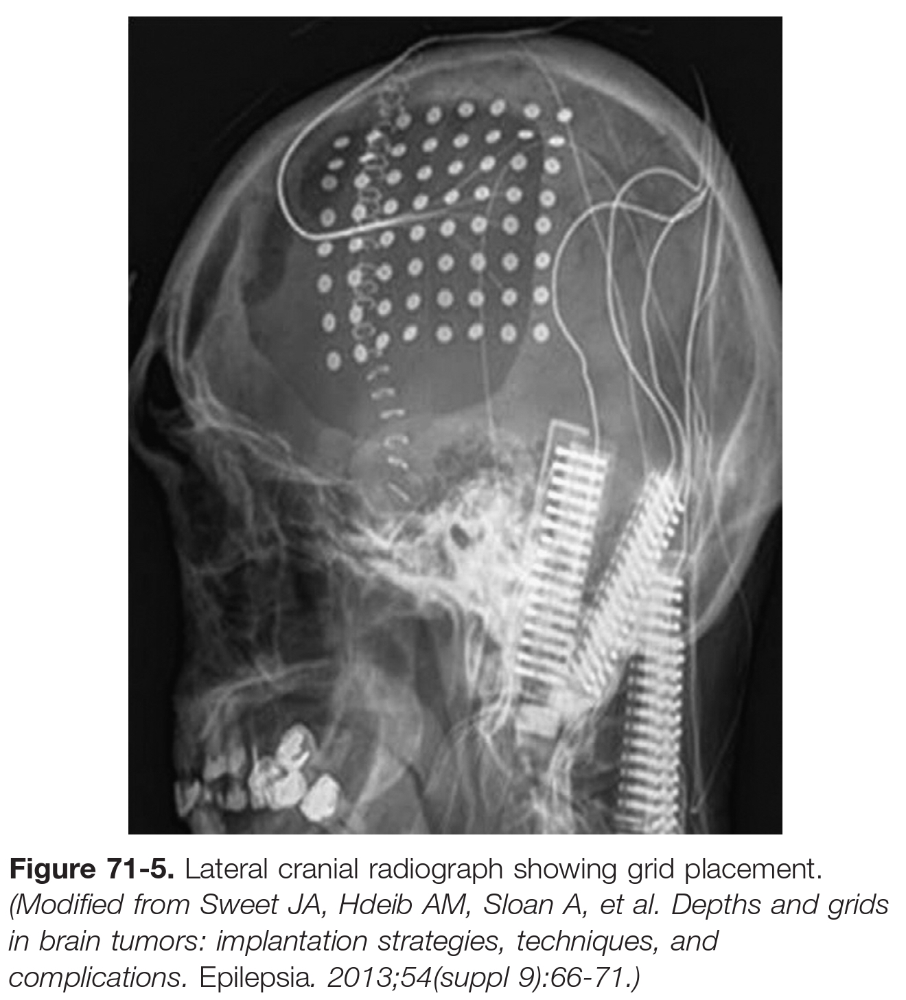 Figure 71-5. Lateral cranial radiograph showing grid placement.
(Modified from Sweet JA, Hdeib AM, Sloan A, et al. Depths and grids
in brain tumors: implantation strategies, techniques, and
complications. Epilepsia. 2013;54(suppl 9):66-71.)